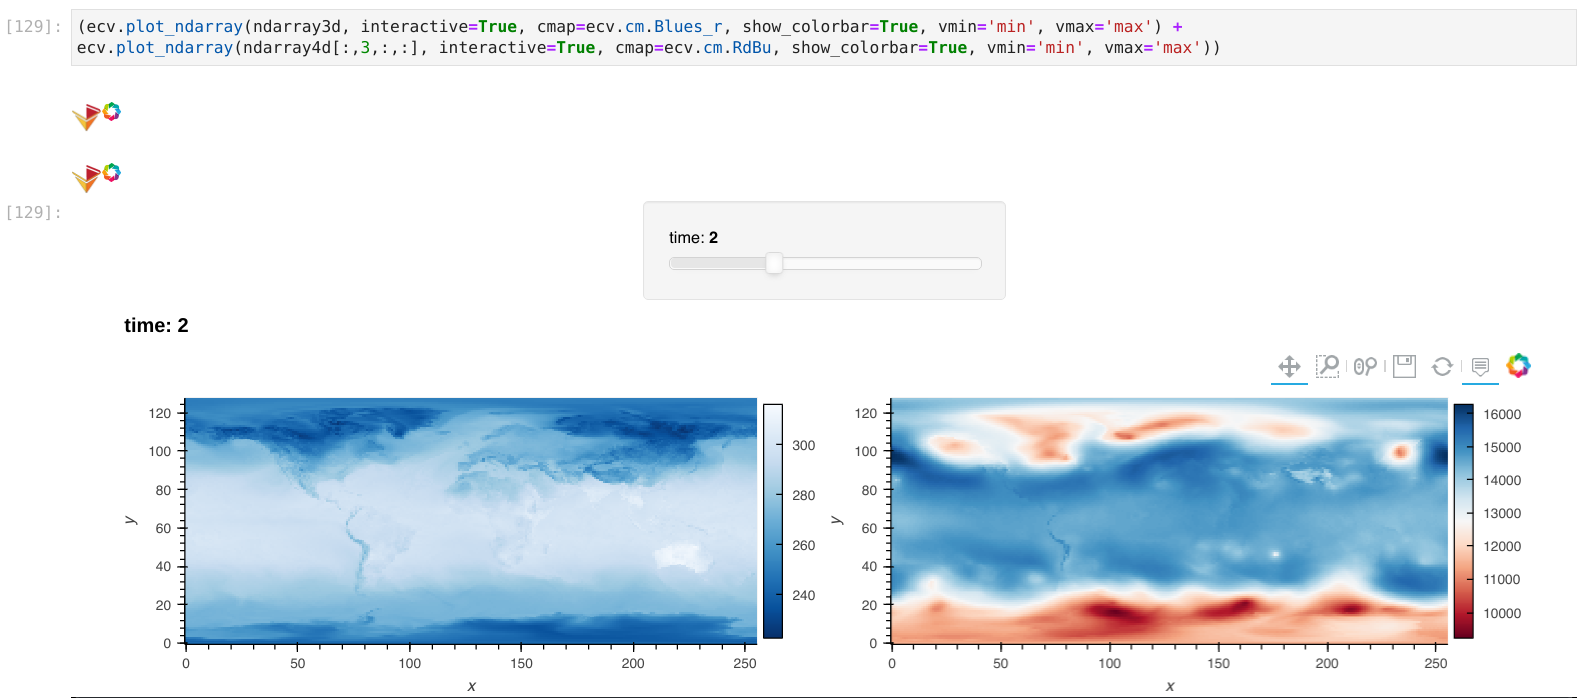 [129]: (ecv.plot_ndarray(ndarray3d, interactive=True, cmap=ecv.cm.Blues_r, show_colorbar=True, vmin='min', vmax='max') +
ecv.plot_ndarray(ndarray4d[:,3,:,:], interactive=True, cmap=ecv.cm.RdBu, show_colorbar=True, vmin='min', vmax='max'))
[129]:
time: 2
time: 2
120
100
80
60
40
20
0
y
0 50 100 150 200 250
x
300
280
260
240
120
100
80
60
40
20
0
y
0 50 100 150 200 250
x
16000
15000
14000
13000
12000
11000
10000